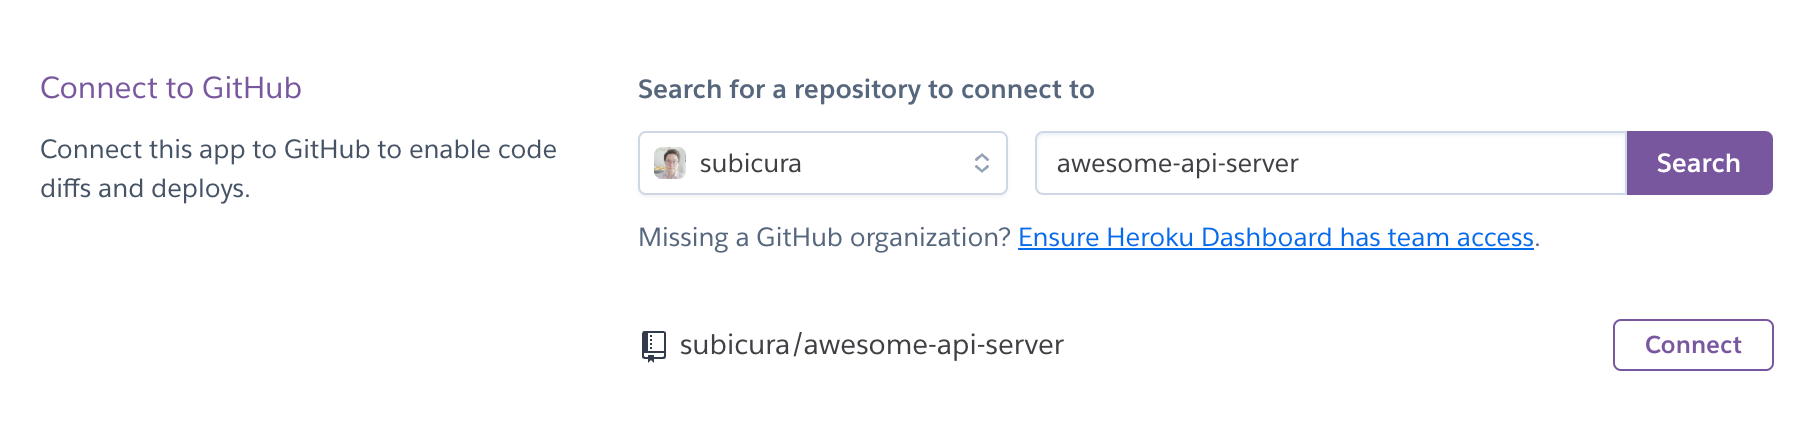 Connect to GitHub
Connect this app to GitHub to enable code
diffs and deploys.
Search for a repository to connect to
subicura
awesome-api-server
Search
Missing a GitHub organization? Ensure Heroku Dashboard has team access.
subicura/awesome-api-server
Connect